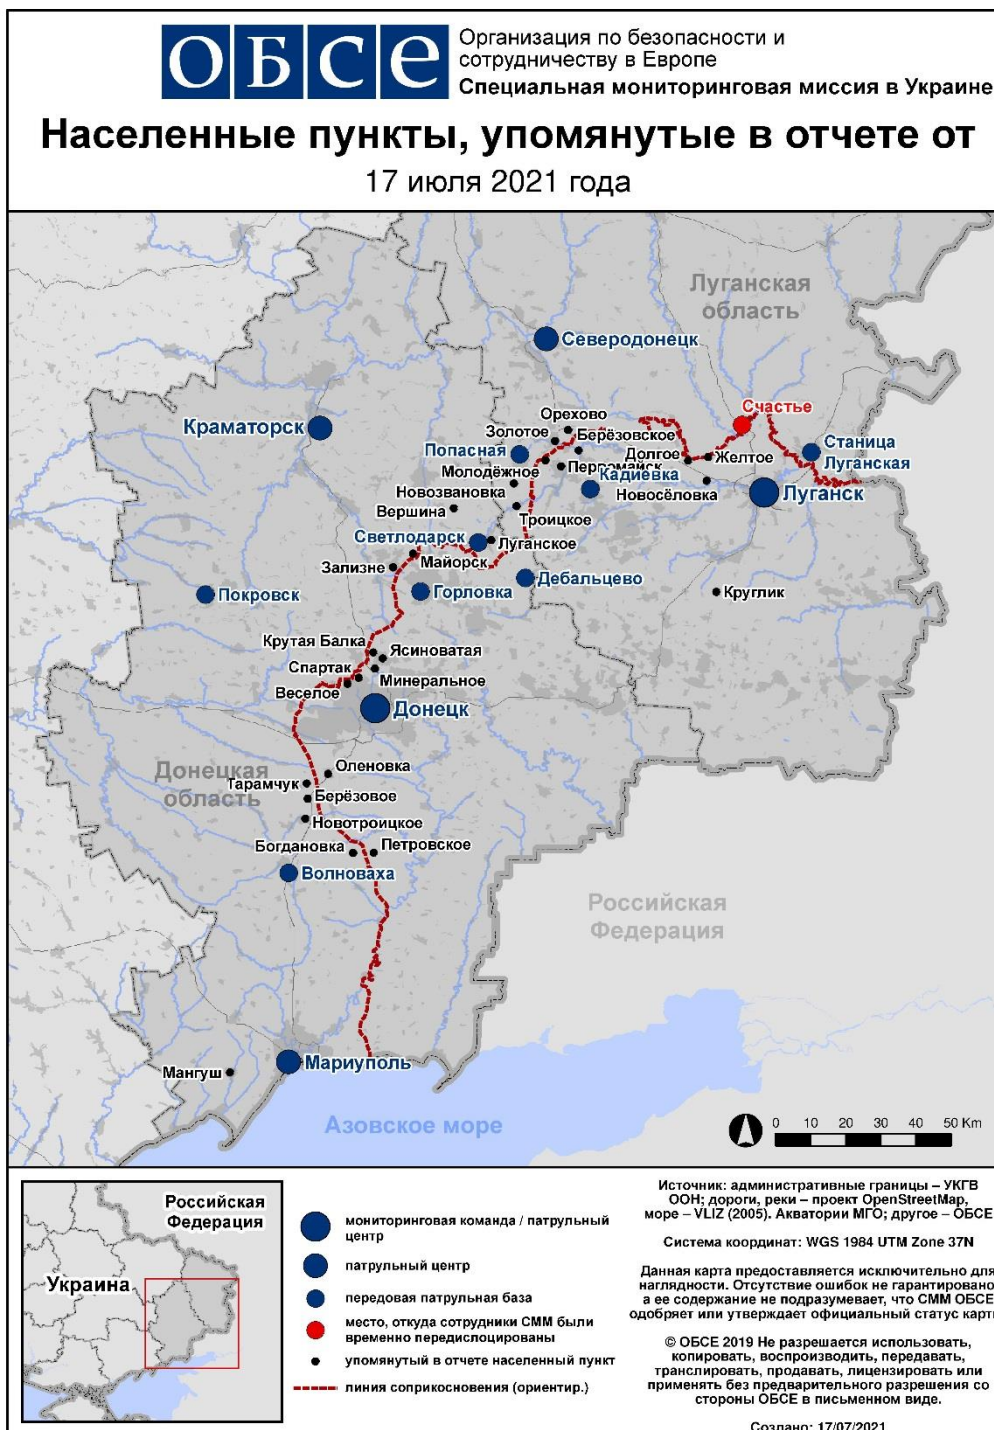 ОБСЕ
Организация по безопасности и
сотрудничеству в Европе
Специальная мониторинговая миссия в Украине
Населенные пункты, упомянутые в отчете от
17 июля 2021 года
Луганская
область
Северодонецк
Счастье
Орехово
Краматорск
Золотое
Берёзовское
Станица
Луганская
Попасная
Долгое
Желтое
Молодёжное
Первомайск
Кадиевка
Новозвановка
Новосёловка
Луганск
Вершина
Троицкое
Светлодарск
Луганское
Майорск
Зализне
Дебальцево
Покровск
Горловка
Круглик
Крутая Балка
Ясиноватая
Спартак
Минеральное
Веселое
Донецк
Оленовка
Донецкая
область
Тарамчук
Берёзовое
Новотроицкое
Богдановка
Петровское
Волноваха
Российская
Федерация
Мариуполь
Мангуш
Азовское море
0 10 20 30 40 50 Km
Российская
Федерация
Украина
мониторинговая команда / патрульный
центр
патрульный центр
передовая патрульная база
место, откуда сотрудники СММ были
временно передислоцированы
упомянутый в отчете населенный пункт
линия соприкосновения (ориентир.)
Источник: административные границы – УКГВ
ООН; дороги, реки – проект OpenStreetMap,
море – VLIZ (2005). Акватории МГО; другое – ОБСЕ
Система координат: WGS 1984 UTM Zone 37N
Данная карта предоставляется исключительно для
наглядности. Отсутствие ошибок не гарантировано
а ее содержание не подразумевает, что СММ ОБСЕ
одобряет или утверждает официальный статус карт
© ОБСЕ 2019 Не разрешается использовать,
копировать, воспроизводить, передавать,
транслировать, продавать, лицензировать или
применять без предварительного разрешения со
стороны ОБСЕ в письменном виде.
Создано: 17/07/2021